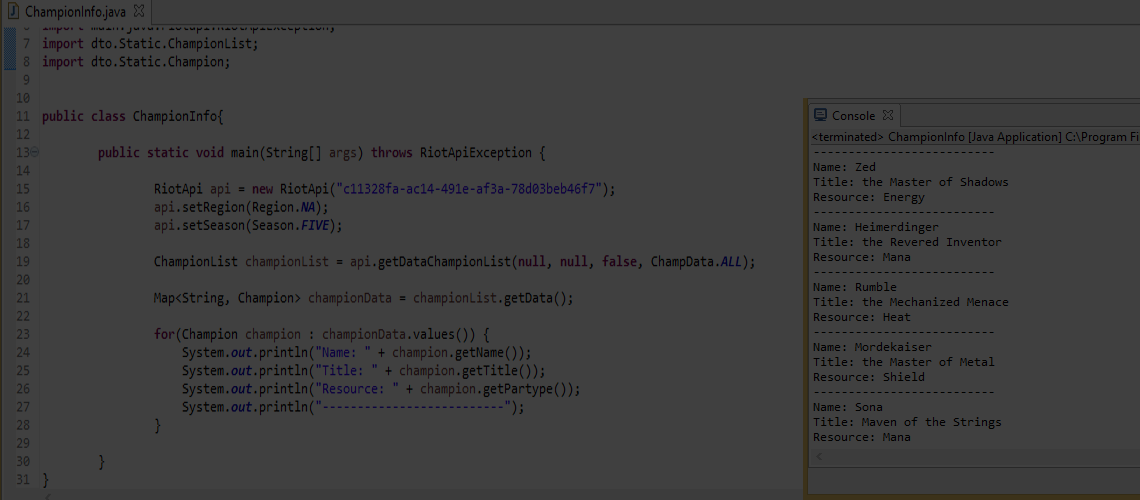 ChampionInfo.java
import main.java.riotapi.RiotApiException;
7 import dto.Static.ChampionList;
8 import dto.Static.Champion;
9
10
11 public class ChampionInfo{
12
13 public static void main(String[] args) throws RiotApiException {
14
15 RiotApi api = new RiotApi("c11328fa-ac14-491e-af3a-78d03beb46f7");
16 api.setRegion(Region.NA);
17 api.setSeason(Season.FIVE);
18
19 ChampionList championList = api.getDataChampionList(null, null, false, ChampData.ALL);
20
21 Map<String, Champion> championData = championList.getData();
22
23 for(Champion champion : championData.values()) {
24 System.out.println("Name: " + champion.getName());
25 System.out.println("Title: " + champion.getTitle());
26 System.out.println("Resource: " + champion.getPartype());
27 System.out.println("--------------------------");
28 }
29
30 }
31 }
Console
<terminated> ChampionInfo [Java Application] C:\Program Fi
--------------------------
Name: Zed
Title: the Master of Shadows
Resource: Energy
--------------------------
Name: Heimerdinger
Title: the Revered Inventor
Resource: Mana
--------------------------
Name: Rumble
Title: the Mechanized Menace
Resource: Heat
--------------------------
Name: Mordekaiser
Title: the Master of Metal
Resource: Shield
--------------------------
Name: Sona
Title: Maven of the Strings
Resource: Mana